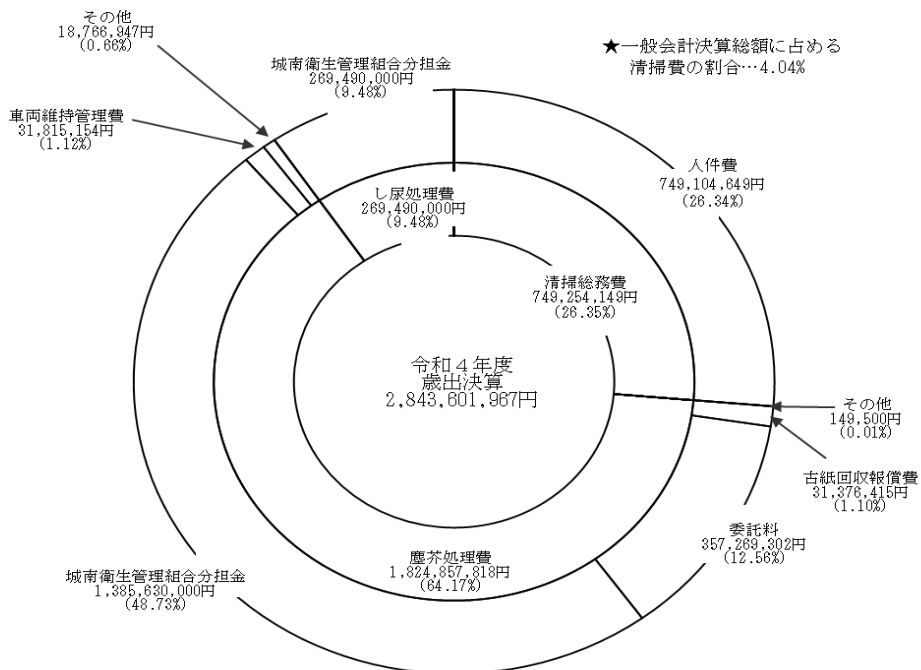 その他
18,766,947円
(0.66%)
★一般会計決算総額に占める
清掃費の割合…4.04%
城南衛生管理組合分担金
269,490,000円
(9.48%)
車両維持管理費
31,815,154円
(1.12%)
人件費
749,104,649円
(26.34%)
し尿処理費
269,490,000円
(9.48%)
清掃総務費
749,254,149円
(26.35%)
令和4年度
歳出決算
2,843,601,967円
その他
149,500円
(0.01%)
古紙回収報償費
31,376,415円
(1.10%)
委託料
357,269,302円
(12.56%)
塵芥処理費
1,824,857,818円
(64.17%)
城南衛生管理組合分担金
1,385,630,000円
(48.73%)